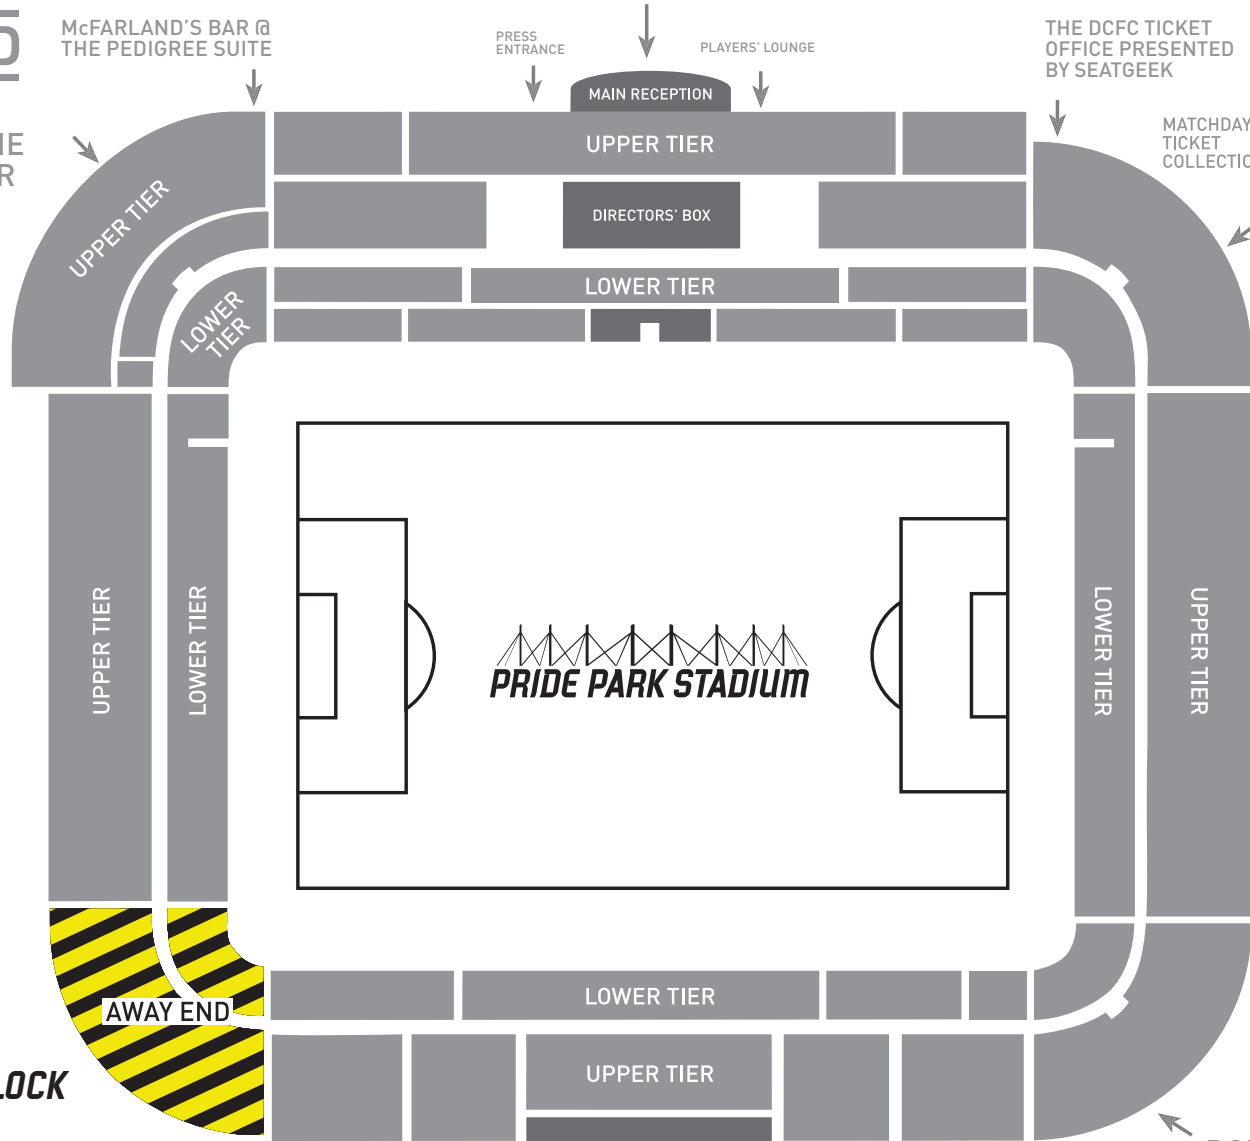 McFARLAND'S BAR @
THE PEDIGREE SUITE
PRESS
ENTRANCE
PLAYERS' LOUNGE
THE DCFC TICKET
OFFICE PRESENTED
BY SEATGEEK
MATCHDAY
TICKET
MAIN RECEPTION
UPPER TIER
DIRECTORS' BOX
LOWER TIER
UPPER TIER
LOWER
TIER
UPPER TIER
LOWER TIER
PRIDE PARK STADIUM
LOWER TIER
UPPER TIER
AWAY END
LOWER TIER
UPPER TIER